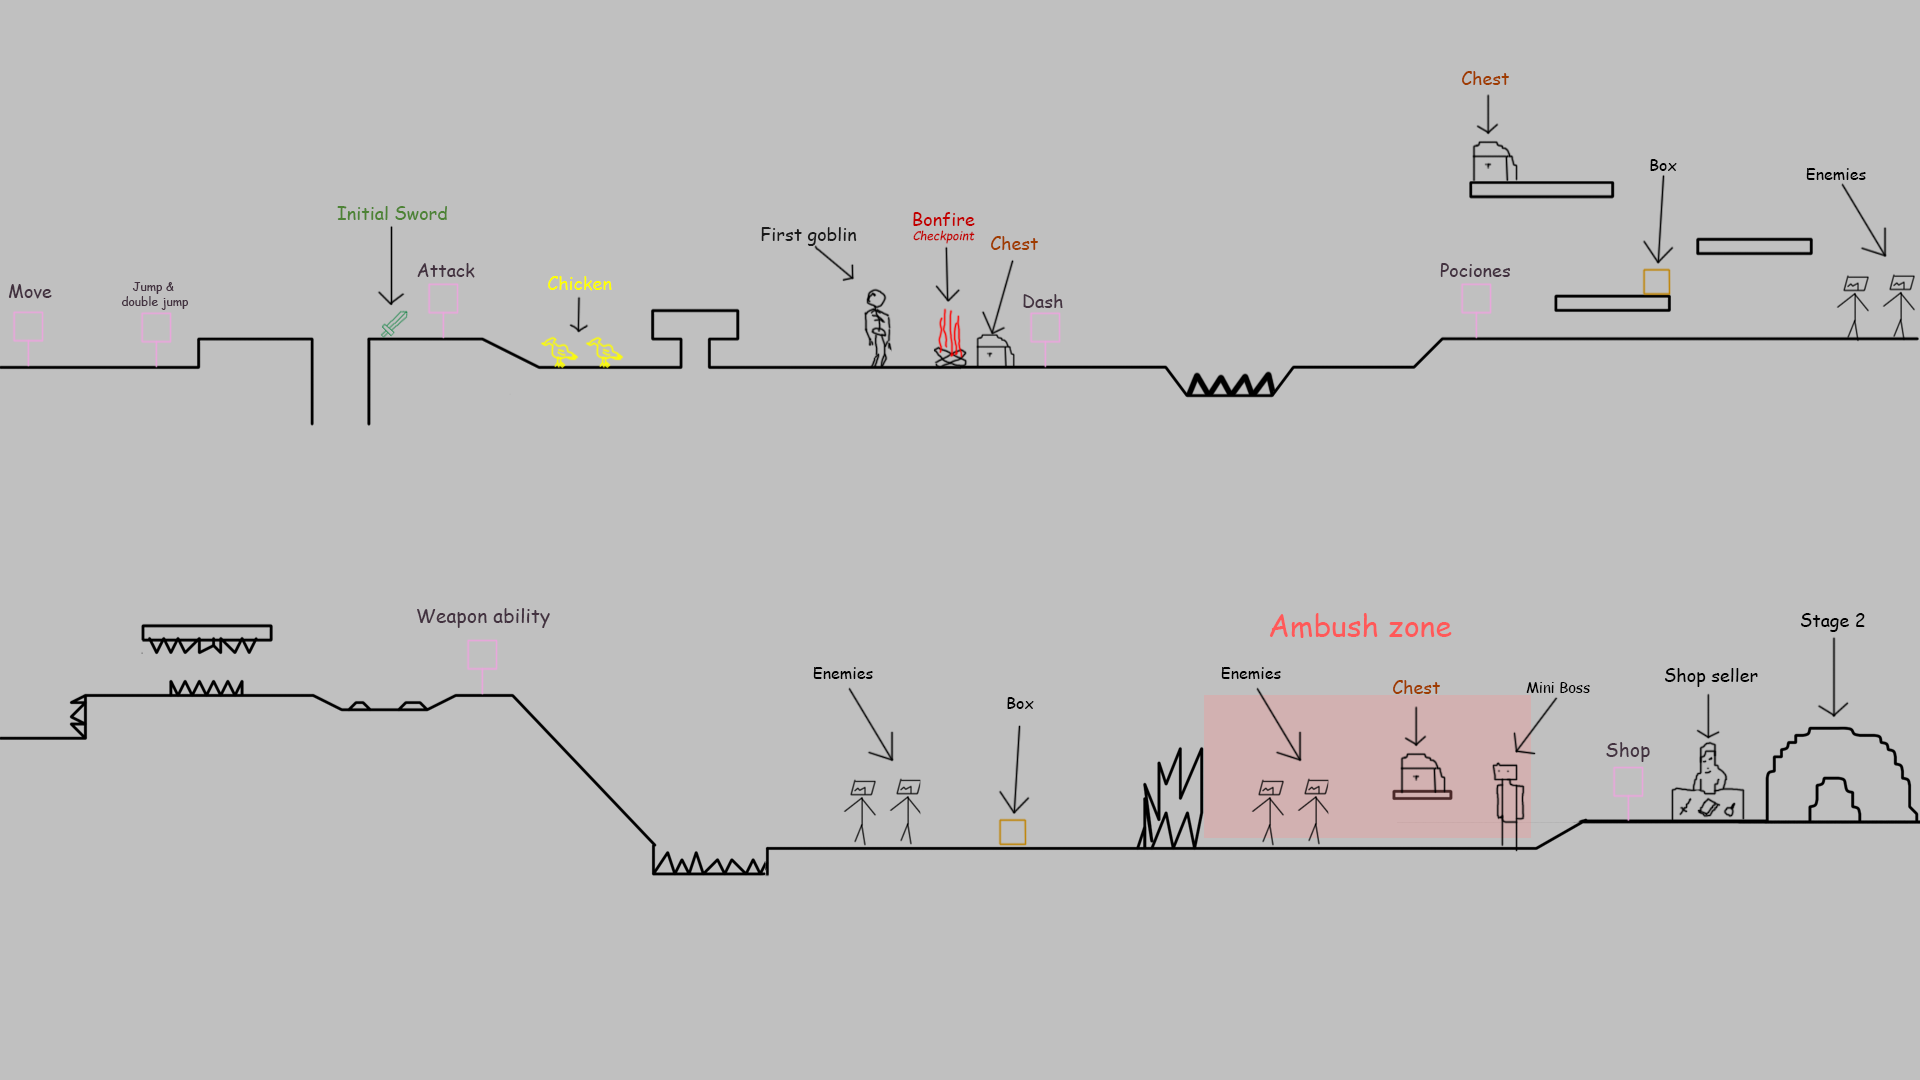 Move
Jump &
double jump
Initial Sword
Attack
Chicken
First goblin
Bonfire
Checkpoint
Chest
Dash
Chest
Pociones
Box
Enemies
Weapon ability
Enemies
Box
Ambush zone
Enemies
Chest
Mini Boss
Shop
Shop seller
Stage 2